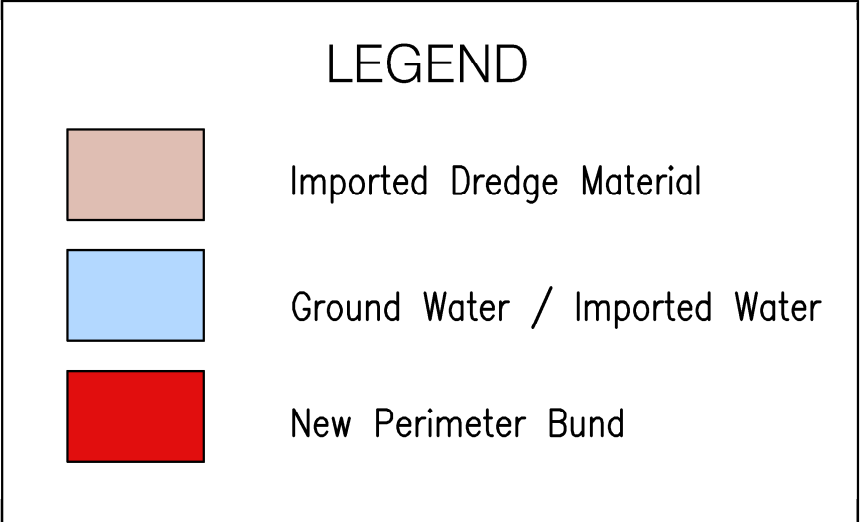 LEGEND
Imported Dredge Material
Ground Water / Imported Water
New Perimeter Bund